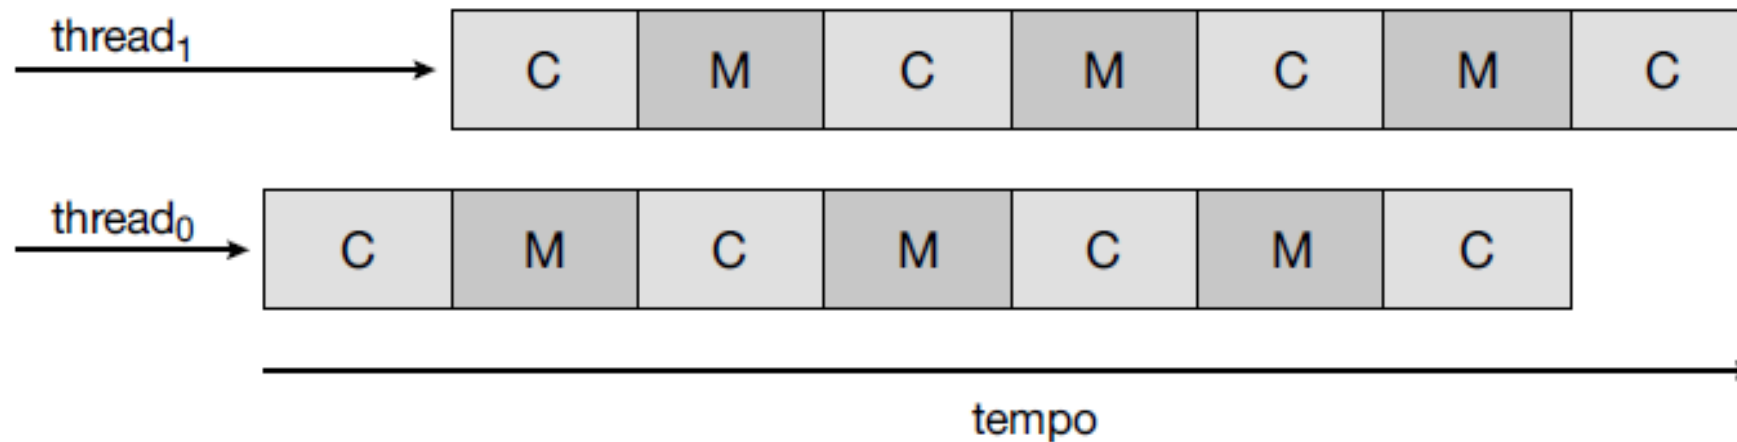 thread₁ C M C M C M C
thread₀ C M C M C M C
tempo